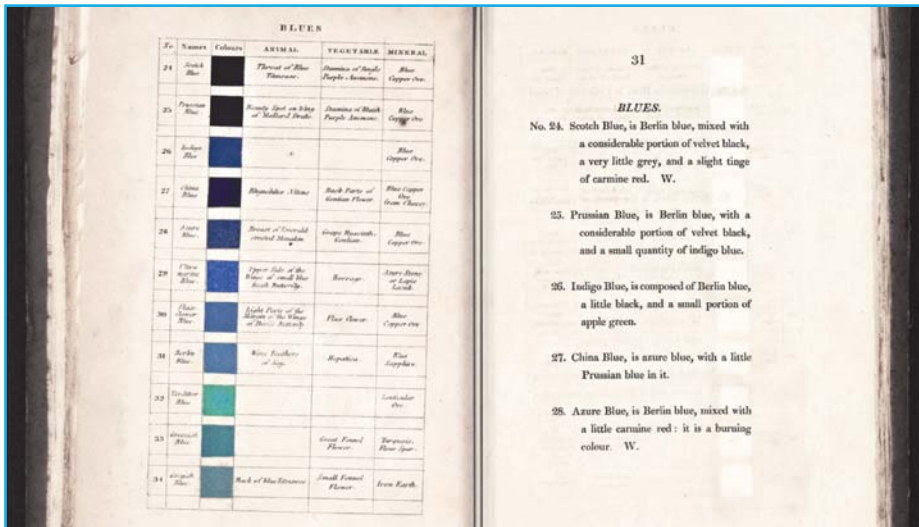 BLUES
No Names Colours ANIMAL VEGETABLE MINERAL
24 Scotch Blue Throat of Blue Titmouse. Stamina of Single Purple Anemone. Blue Copper Ore
25 Prussian Blue Beauty Spot on Wing of Mallard Drake. Stamina of Bluish Purple Anemone. Blue Copper Ore
26 Indigo Blue Blue Copper Ore.
27 China Blue Rhynchites Nitens Back Parts of Gentian Flower. Blue Copper Ore from Chessy.
28 Azure Blue. Breast of Emerald crested Manakin Grape Hyacinth. Gentian. Blue Copper Ore
29 Ultramarine Blue. Upper Side of the Wings of small blue Heath Butterfly. Borrage. Azure Stone or Lapis Lazuli.
30 Flax-flower Blue. Light Parts of the Margin of the Wings of Devil's Butterfly. Flax flower. Blue Copper Ore
31 Berlin Blue. Wing Feathers of Jay. Hepatica. Blue Sapphire.
32 Verditter Blue Lenticular Ore.
33 Greenish Blue. Great Fennel Flower. Turquois. Flour Spar.
34 Greyish Blue. Back of blue Titmouse Small Fennel Flower. Iron Earth.
31
BLUES.
No. 24. Scotch Blue, is Berlin blue, mixed with
a considerable portion of velvet black,
a very little grey, and a slight tinge
of carmine red. W.
25. Prussian Blue, is Berlin blue, with a
considerable portion of velvet black,
and a small quantity of indigo blue.
26. Indigo Blue, is composed of Berlin blue,
a little black, and a small portion of
apple green.
27. China Blue, is azure blue, with a little
Prussian blue in it.
28. Azure Blue, is Berlin blue, mixed with
a little carmine red: it is a burning
colour. W.